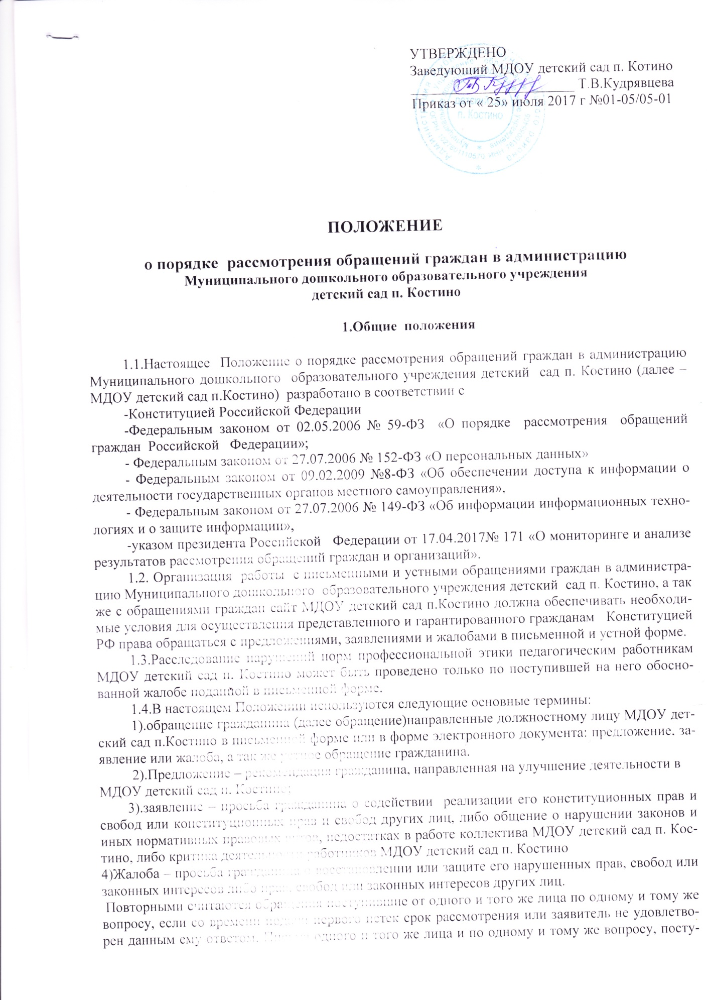 УТВЕРЖДЕНО
Заведующий МДОУ детский сад п. Котино
Т.В.Кудрявцева
Приказ от « 25» июля 2017 г №01-05/05-01
п. Костино
ПОЛОЖЕНИЕ
о порядке рассмотрения обращений граждан в администрацию
Муниципального дошкольного образовательного учреждения
детский сад п. Костино
1.Общие положения
1.1.Настоящее Положение о порядке рассмотрения обращений граждан в администрацию
Муниципального дошкольного образовательного учреждения детский сад п. Костино (далее –
МДОУ детский сад п.Костино) разработано в соответствии с
-Конституцией Российской Федерации
-Федеральным законом от 02.05.2006 № 59-ФЗ «О порядке рассмотрения обращений
граждан Российской Федерации»;
- Федеральным законом от 27.07.2006 № 152-ФЗ «О персональных данных»
- Федеральным законом от 09.02.2009 №8-ФЗ «Об обеспечении доступа к информации о
деятельности государственных органов местного самоуправления»,
- Федеральным законом от 27.07.2006 № 149-ФЗ «Об информации информационных техно-
логиях и о защите информации»,
-указом президента Российской Федерации от 17.04.2017№ 171 «О мониторинге и анализе
результатов рассмотрения обращений граждан и организаций».
1.2. Организация работы с письменными и устными обращениями граждан в администра-
цию Муниципального дошкольного образовательного учреждения детский сад п. Костино, а так
же с обращениями граждан сайт МДОУ детский сад п.Костино должна обеспечивать необходи-
мые условия для осуществления представленного и гарантированного гражданам Конституцией
РФ права обращаться с предложениями, заявлениями и жалобами в письменной и устной форме.
1.3.Расследование нарушений норм профессиональной этики педагогическим работникам
МДОУ детский сад п. Костино может быть проведено только по поступившей на него обосно-
ванной жалобе поданной в письменной форме.
1.4.В настоящем Положении используются следующие основные термины:
1).обращение гражданина (далее обращение)направленные должностному лицу МДОУ дет-
ский сад п.Костино в письменной форме или в форме электронного документа: предложение, за-
явление или жалоба, а так же устное обращение гражданина.
2).Предложение – рекомендация гражданина, направленная на улучшение деятельности в
МДОУ детский сад п. Костино;
3).заявление – просьба гражданина о содействии реализации его конституционных прав и
свобод или конституционных прав и свобод других лиц, либо общение о нарушении законов и
иных нормативных правовых актов, недостатках в работе коллектива МДОУ детский сад п. Кос-
тино, либо критика деятельности работников МДОУ детский сад п. Костино
4)Жалоба – просьба гражданина о восстановлении или защите его нарушенных прав, свобод или
законных интересов либо прав, свобод или законных интересов других лиц.
Повторными считаются обращения поступившие от одного и того же лица по одному и тому же
вопросу, если со времени подачи первого истек срок рассмотрения или заявитель не удовлетво-
рен данным ему ответом. одного и того же лица и по одному и тому же вопросу, посту-